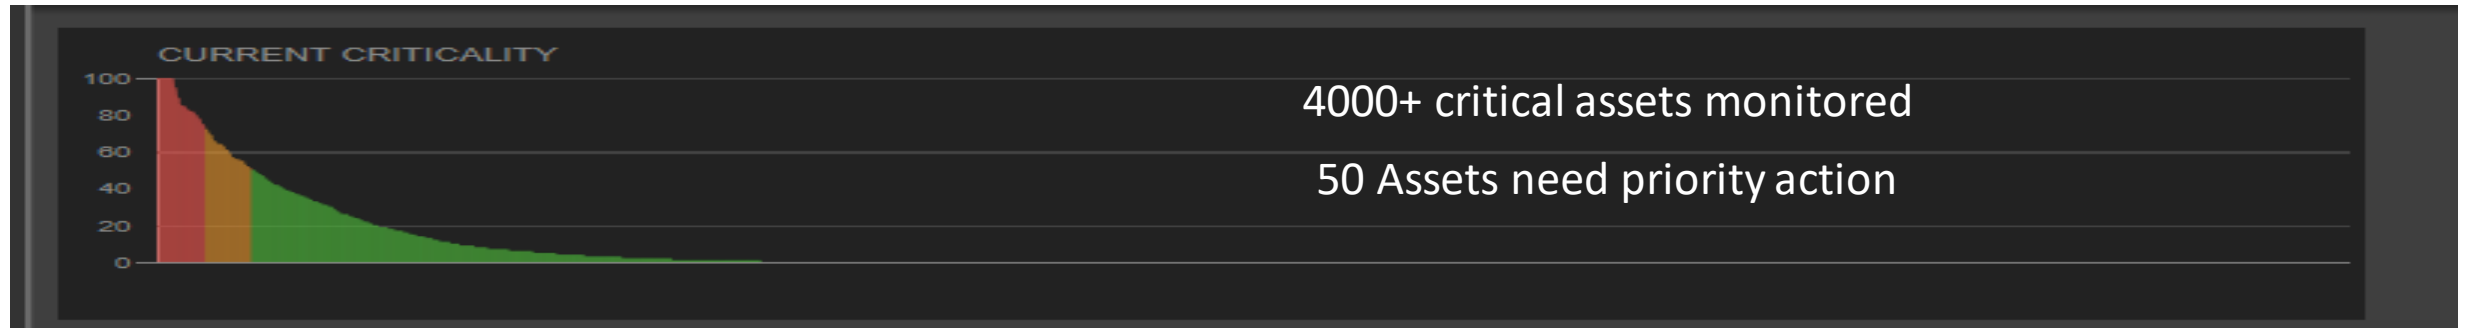 CURRENT CRITICALITY
100
80
60
40
20
0
4000+ critical assets monitored
50 Assets need priority action